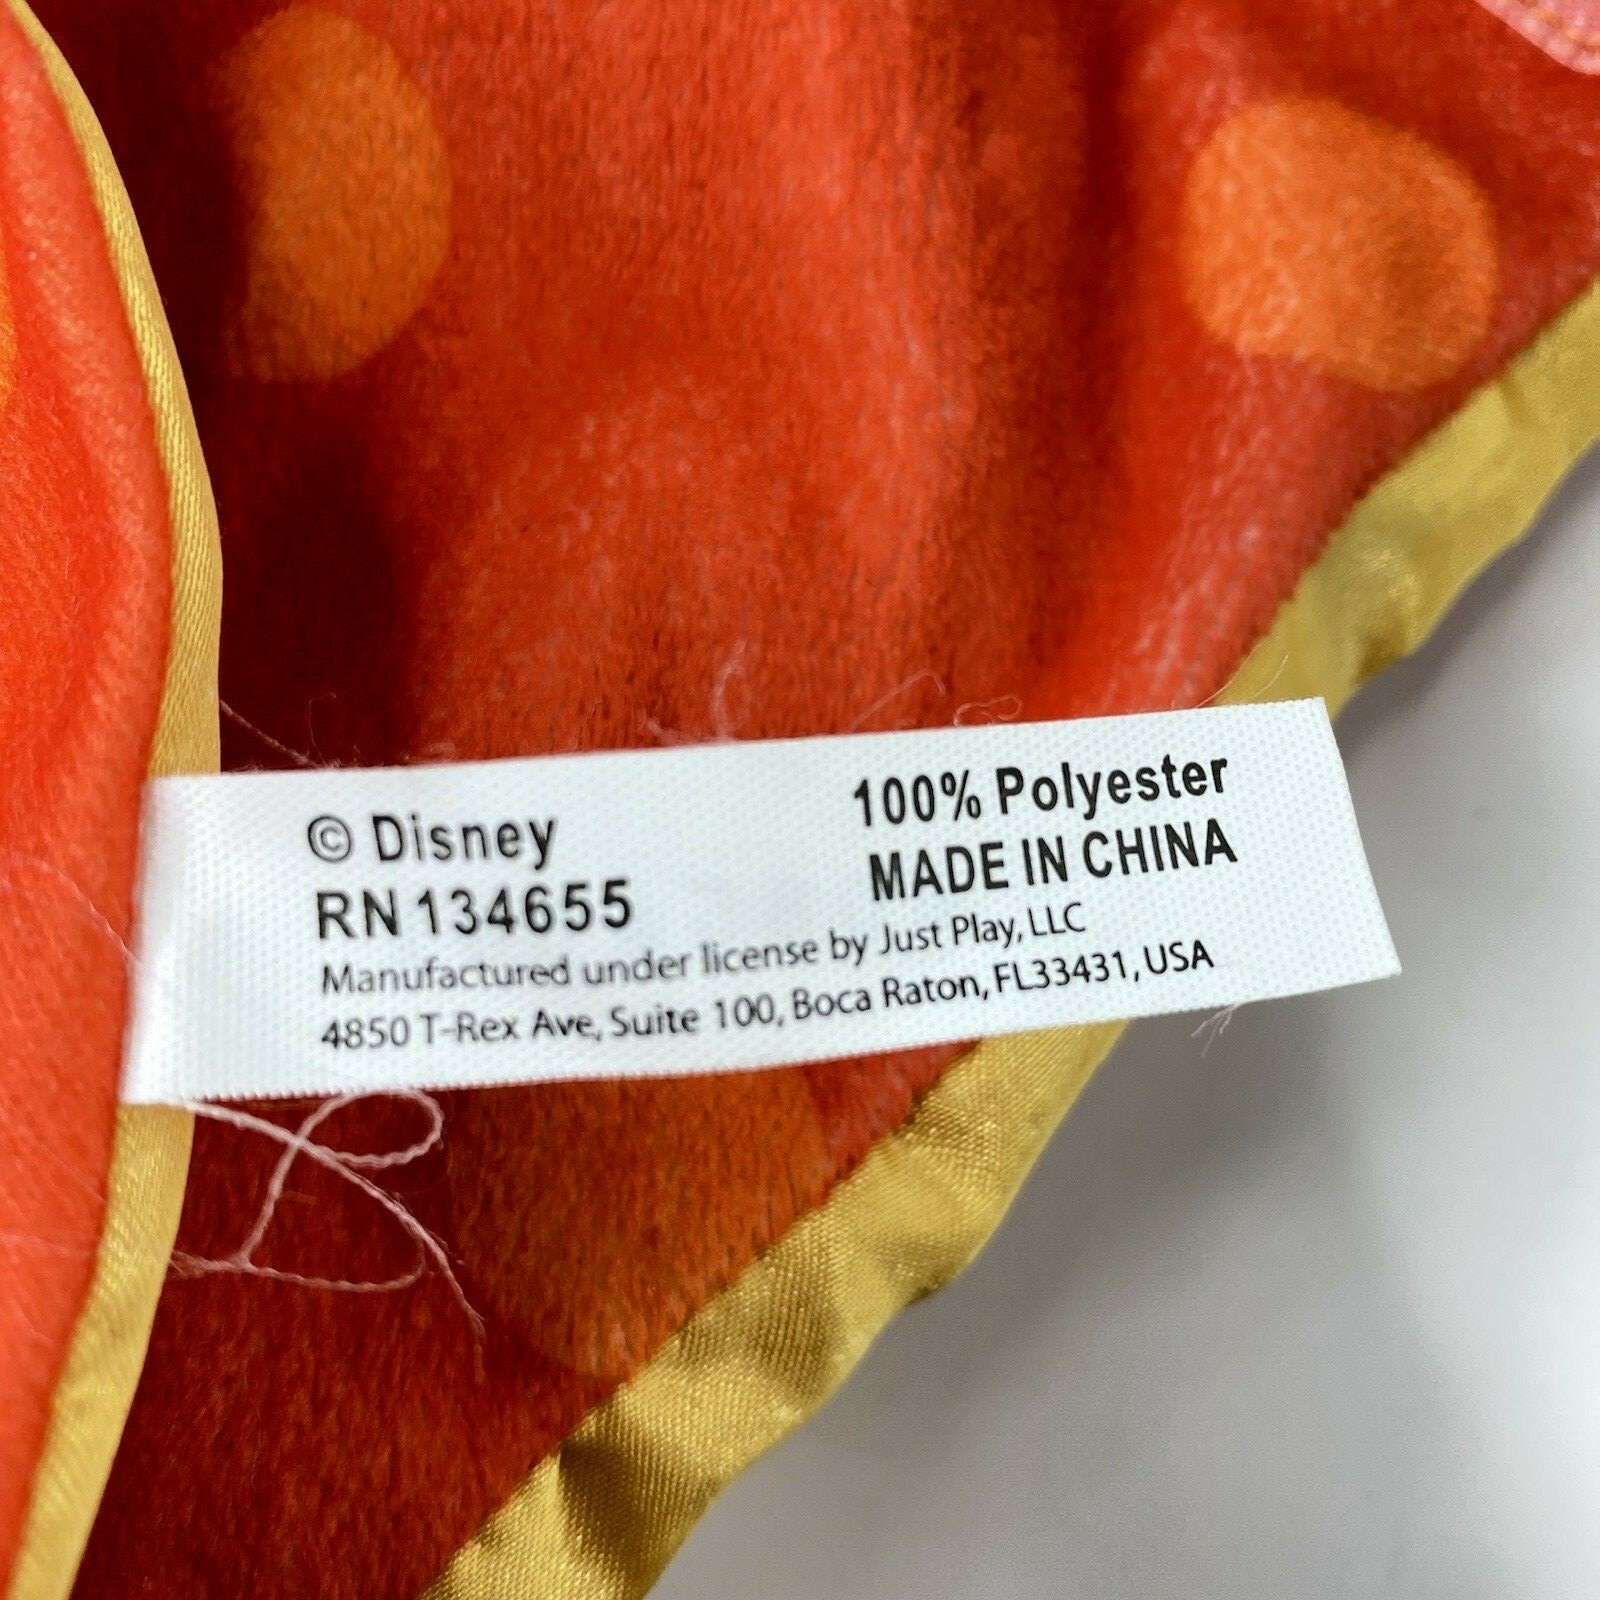 © Disney
RN 134655
100% Polyester
MADE IN CHINA
Manufactured under license by Just Play, LLC
4850 T-Rex Ave, Suite 100, Boca Raton, FL33431, USA